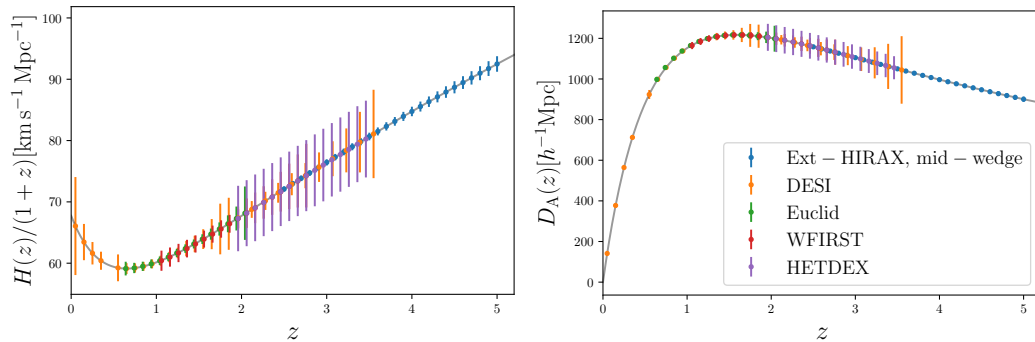 100
90
80
70
60
0
1
2
3
4
5
z
H(z)/(1 + z)[km s⁻¹ Mpc⁻¹]
1200
1000
800
600
400
200
0
0
1
2
3
4
5
z
D_A(z)[h⁻¹Mpc]
Ext − HIRAX, mid − wedge
DESI
Euclid
WFIRST
HETDEX